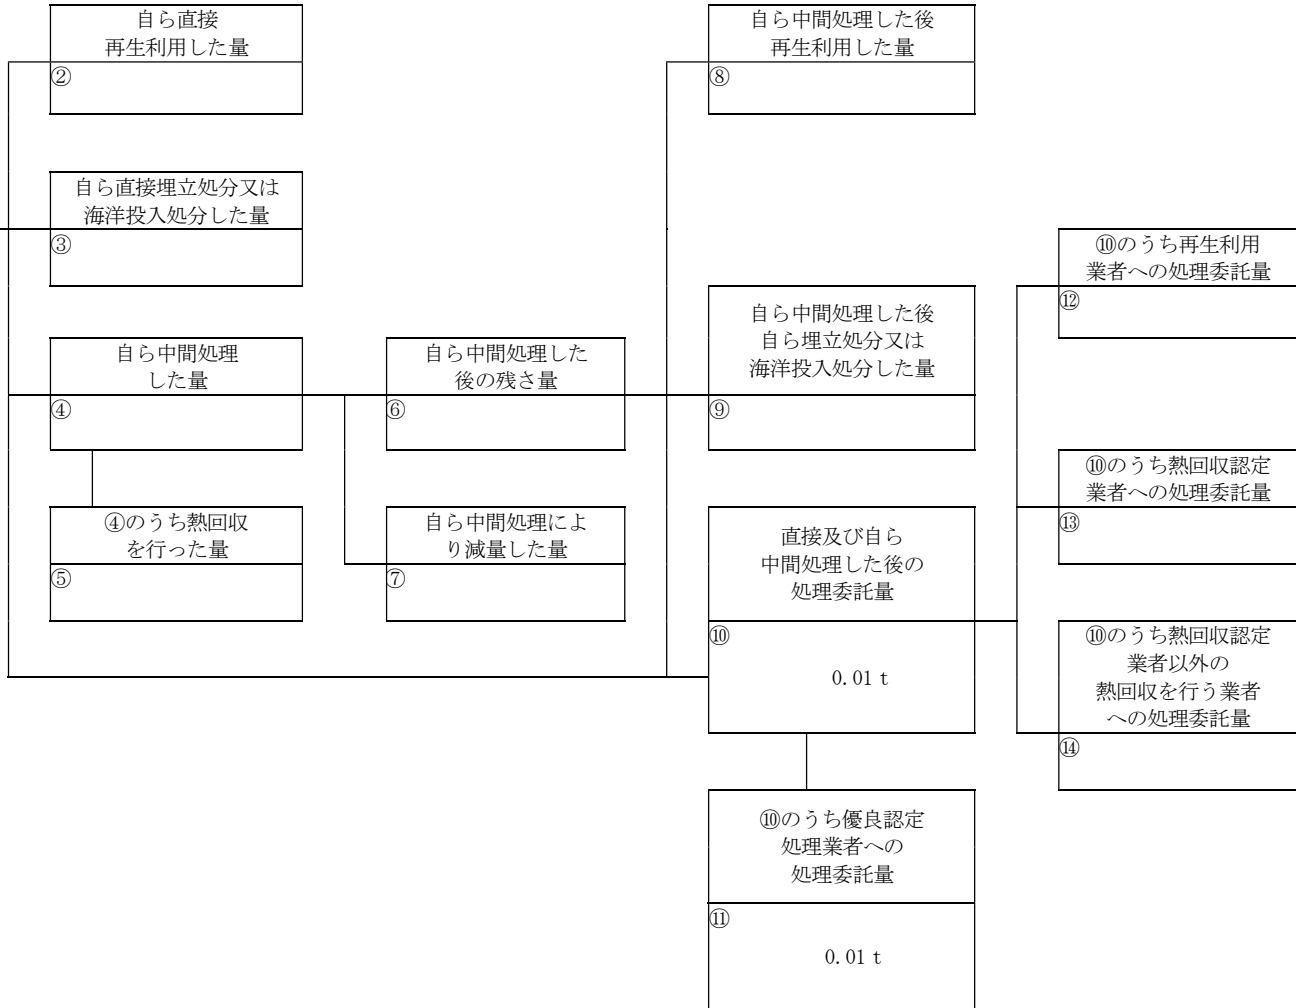 自ら直接
再生利用した量
②
自ら中間処理した後
再生利用した量
⑧
自ら直接埋立処分又は
海洋投入処分した量
③
⑩のうち再生利用
業者への処理委託量
⑫
自ら中間処理した後
自ら埋立処分又は
海洋投入処分した量
⑨
自ら中間処理
した量
④
自ら中間処理した
後の残さ量
⑥
⑩のうち熱回収認定
業者への処理委託量
⑬
④のうち熱回収
を行った量
⑤
自ら中間処理によ
り減量した量
⑦
直接及び自ら
中間処理した後の
処理委託量
⑩
0.01 t
⑩のうち熱回収認定
業者以外の
熱回収を行う業者
への処理委託量
⑭
⑩のうち優良認定
処理業者への
処理委託量
⑪
0.01 t